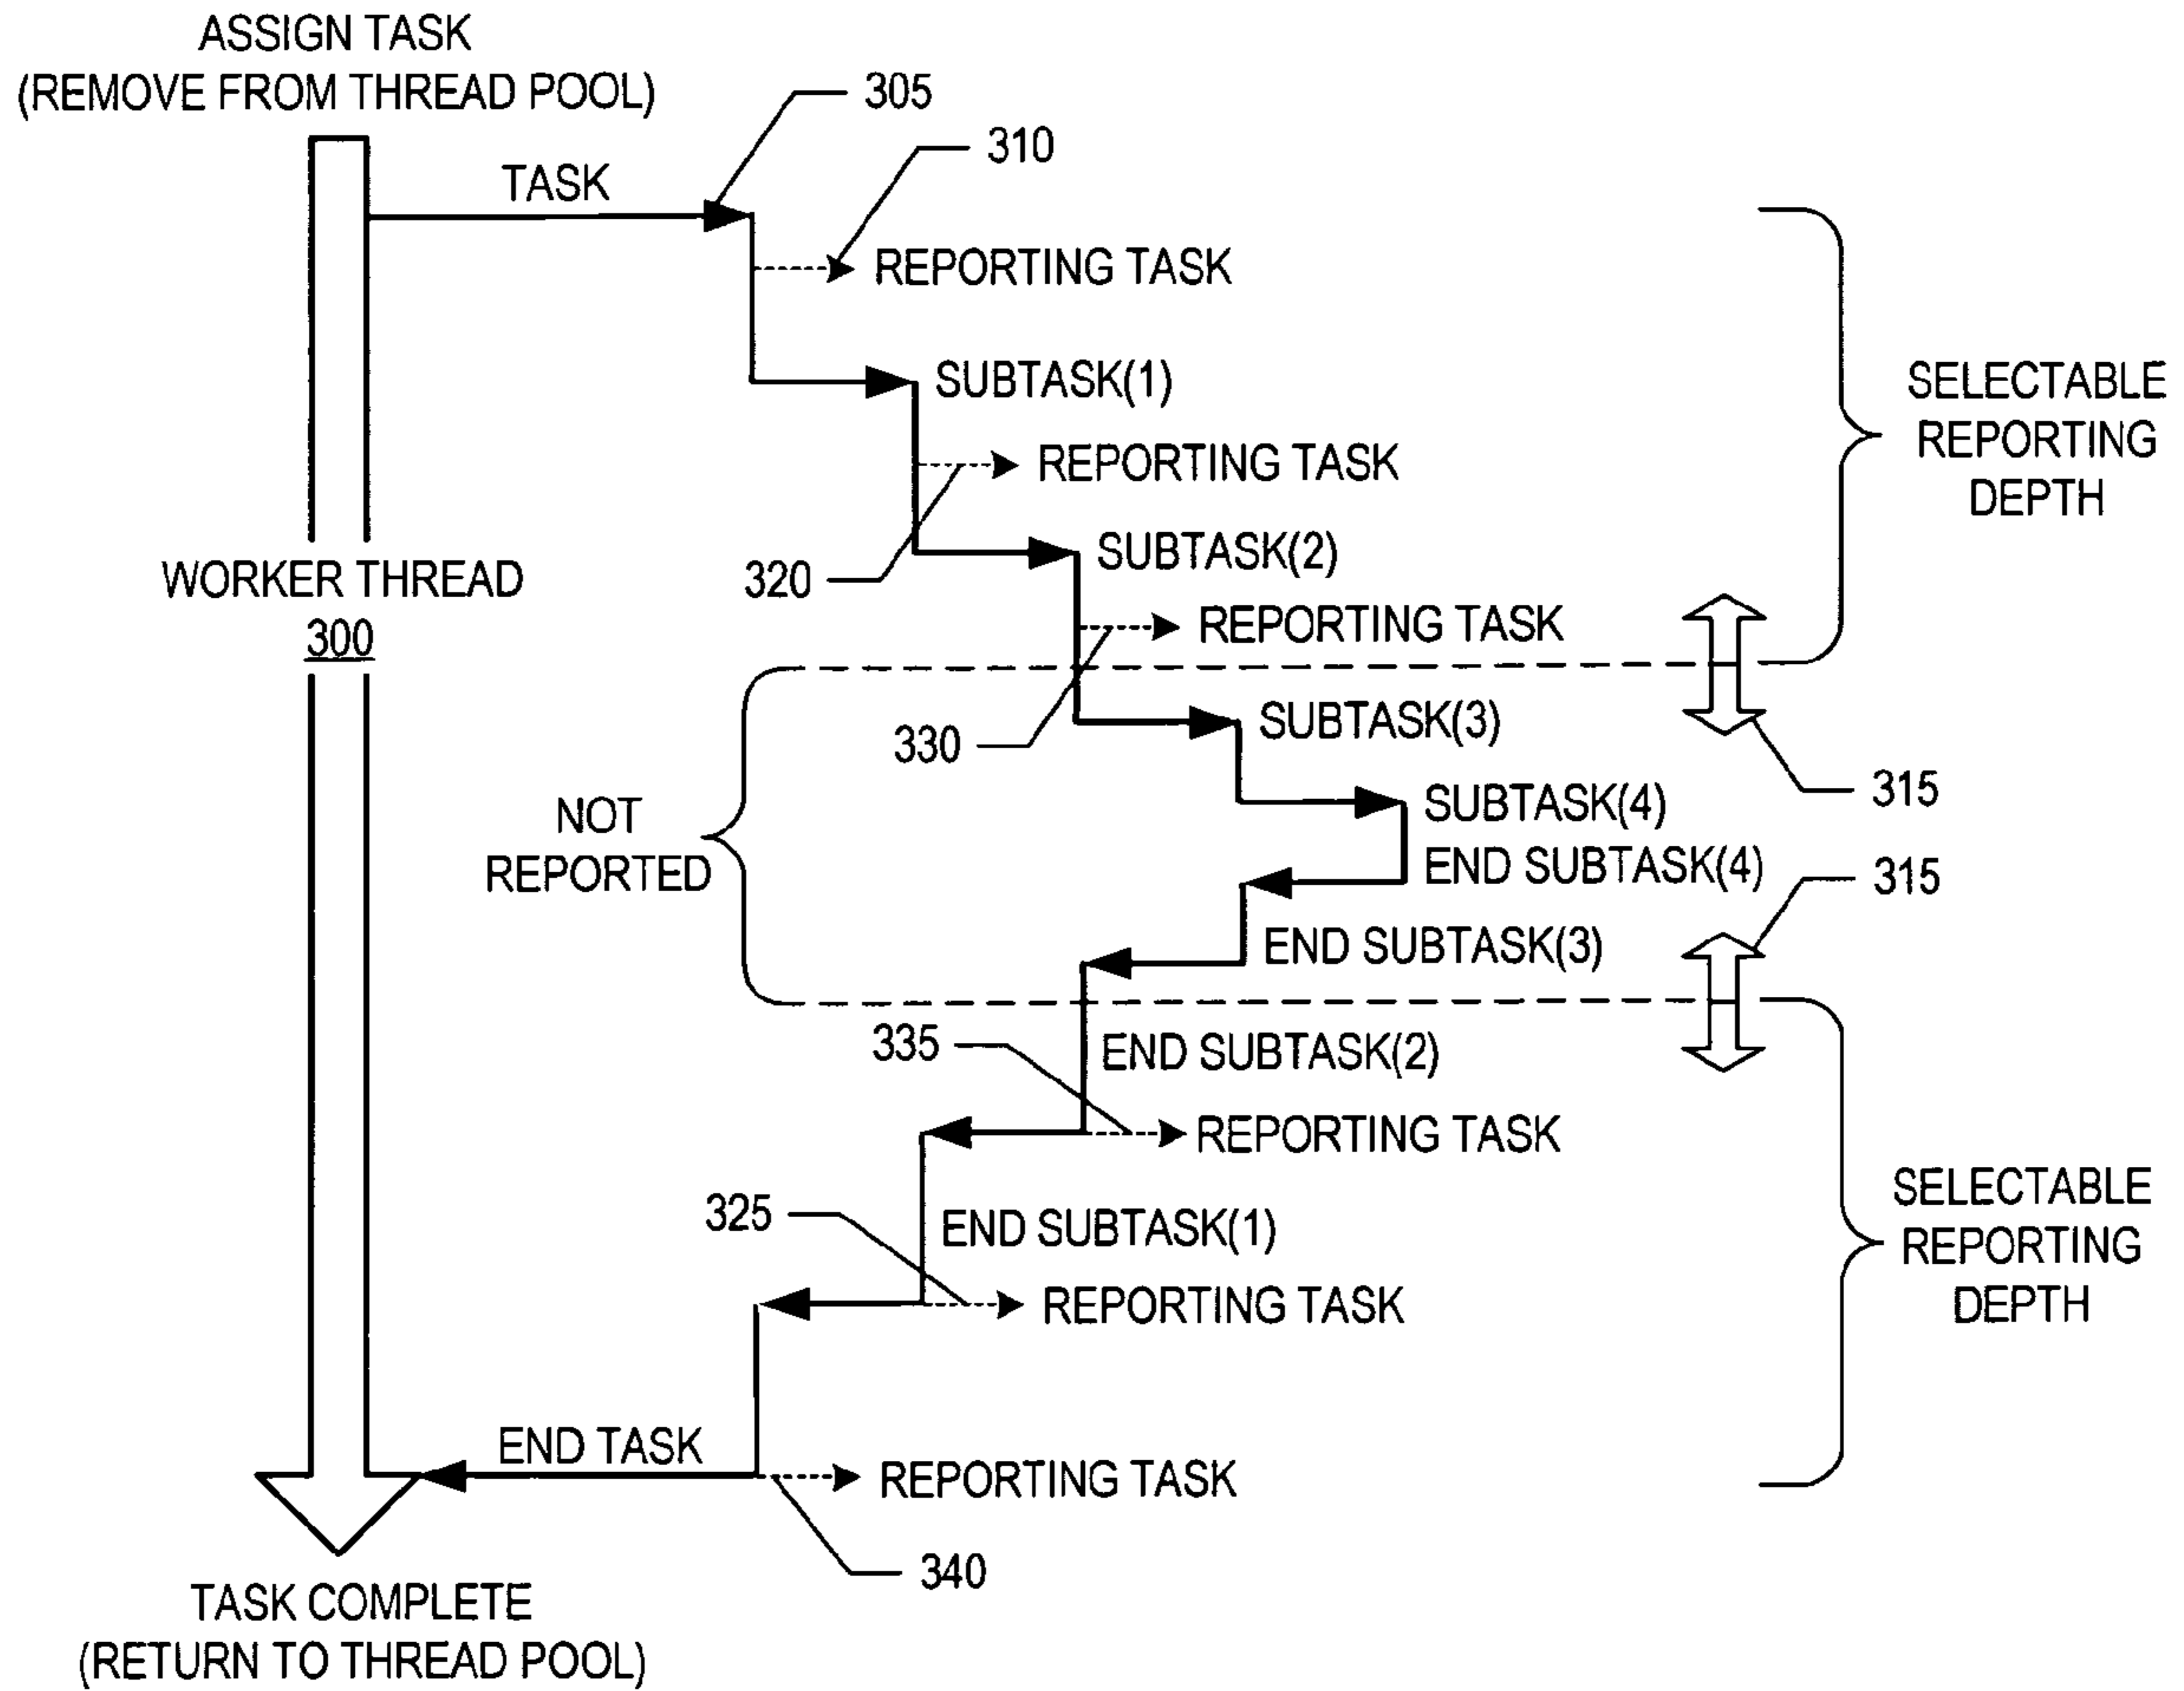 ASSIGN TASK
(REMOVE FROM THREAD POOL)
305
310
TASK
REPORTING TASK
SUBTASK(1)
SELECTABLE
REPORTING
DEPTH
REPORTING TASK
SUBTASK(2)
320
WORKER THREAD
300
REPORTING TASK
SUBTASK(3)
330
315
NOT
REPORTED
SUBTASK(4)
END SUBTASK(4)
315
END SUBTASK(3)
335
END SUBTASK(2)
REPORTING TASK
325
END SUBTASK(1)
SELECTABLE
REPORTING
DEPTH
REPORTING TASK
END TASK
REPORTING TASK
340
TASK COMPLETE
(RETURN TO THREAD POOL)